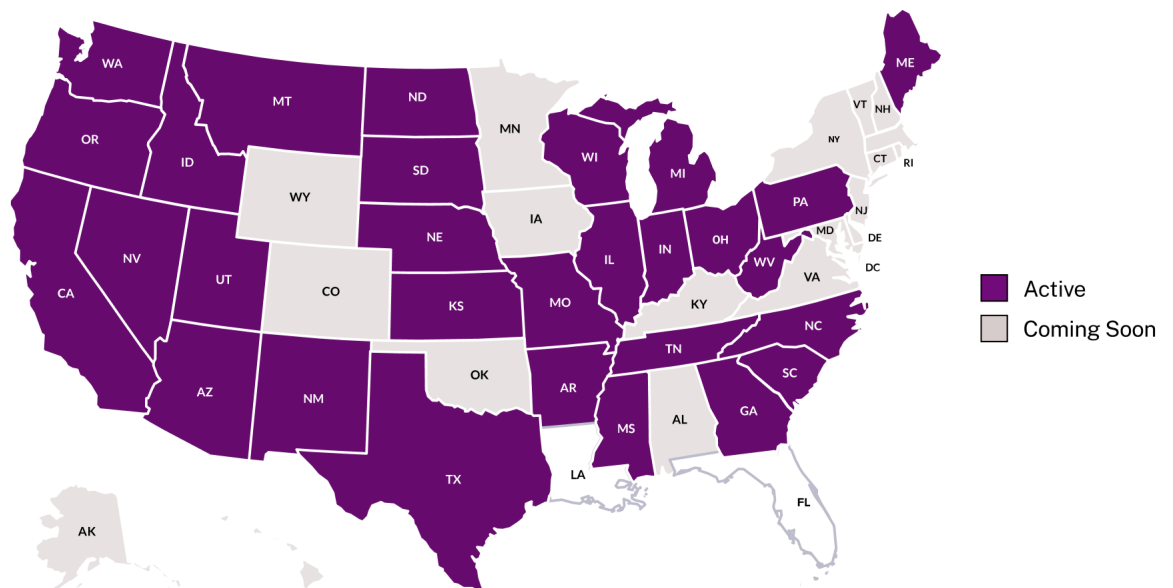 WA
MT
ND
MN
OR
ID
SD
WY
WI
MI
ME
VT
NH
NY
CT
RI
NV
UT
CO
NE
IA
IL
IN
OH
PA
NJ
MD
DE
WV
VA
DC
CA
KS
MO
KY
AZ
NM
OK
AR
TN
NC
SC
TX
LA
MS
AL
GA
FL
AK
Active
Coming Soon